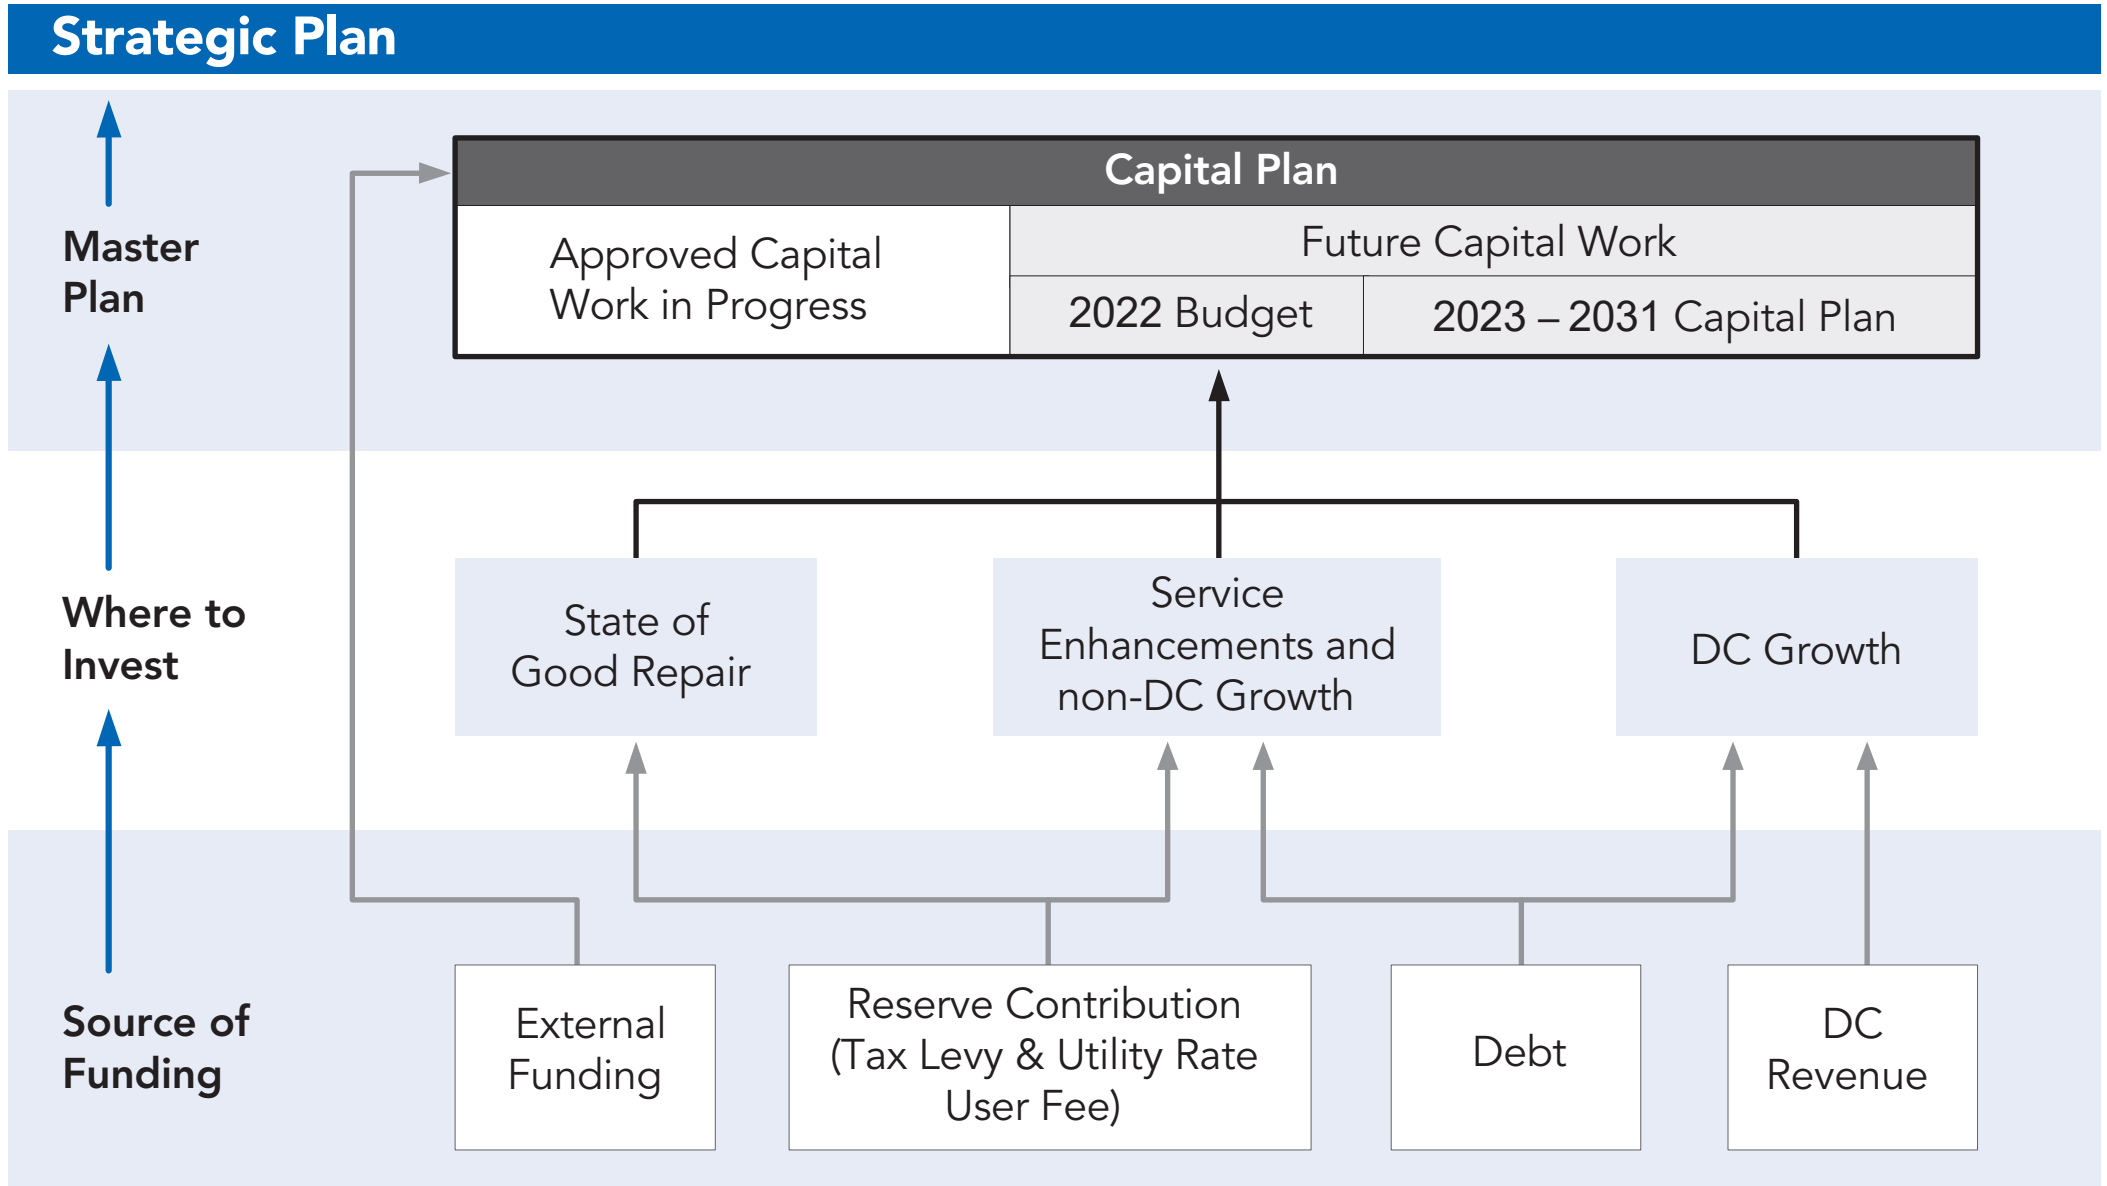 Strategic Plan
Master
Plan
Capital Plan
Approved Capital
Work in Progress
Future Capital Work
2022 Budget
2023 – 2031 Capital Plan
Where to
Invest
State of
Good Repair
Service
Enhancements and
non-DC Growth
DC Growth
Source of
Funding
External
Funding
Reserve Contribution
(Tax Levy & Utility Rate
User Fee)
Debt
DC
Revenue